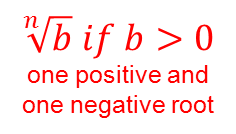 ⁿ√b if b > 0
one positive and
one negative root